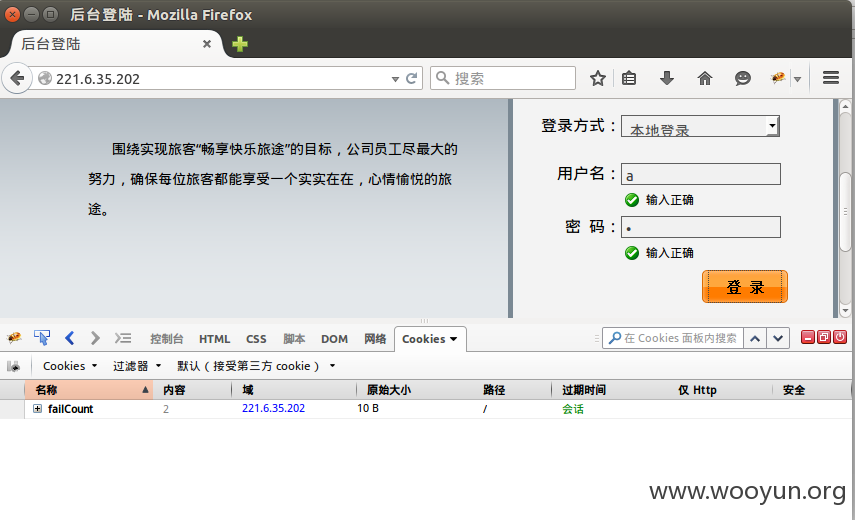 后台登陆 - Mozilla Firefox
后台登陆
221.6.35.202
搜索
围绕实现旅客“畅享快乐旅途”的目标，公司员工尽最大的
努力，确保每位旅客都能享受一个实实在在，心情愉悦的旅
途。
登录方式： 本地登录
用户名： a
输入正确
密 码：
输入正确
登 录
控制台 HTML CSS 脚本 DOM 网络 Cookies
在 Cookies 面板内搜索
Cookies 过滤器 默认（接受第三方 cookie）
名称 内容 域 原始大小 路径 过期时间 仅 Http 安全
failCount 2 221.6.35.202 10 B / 会话
www.wooyun.org